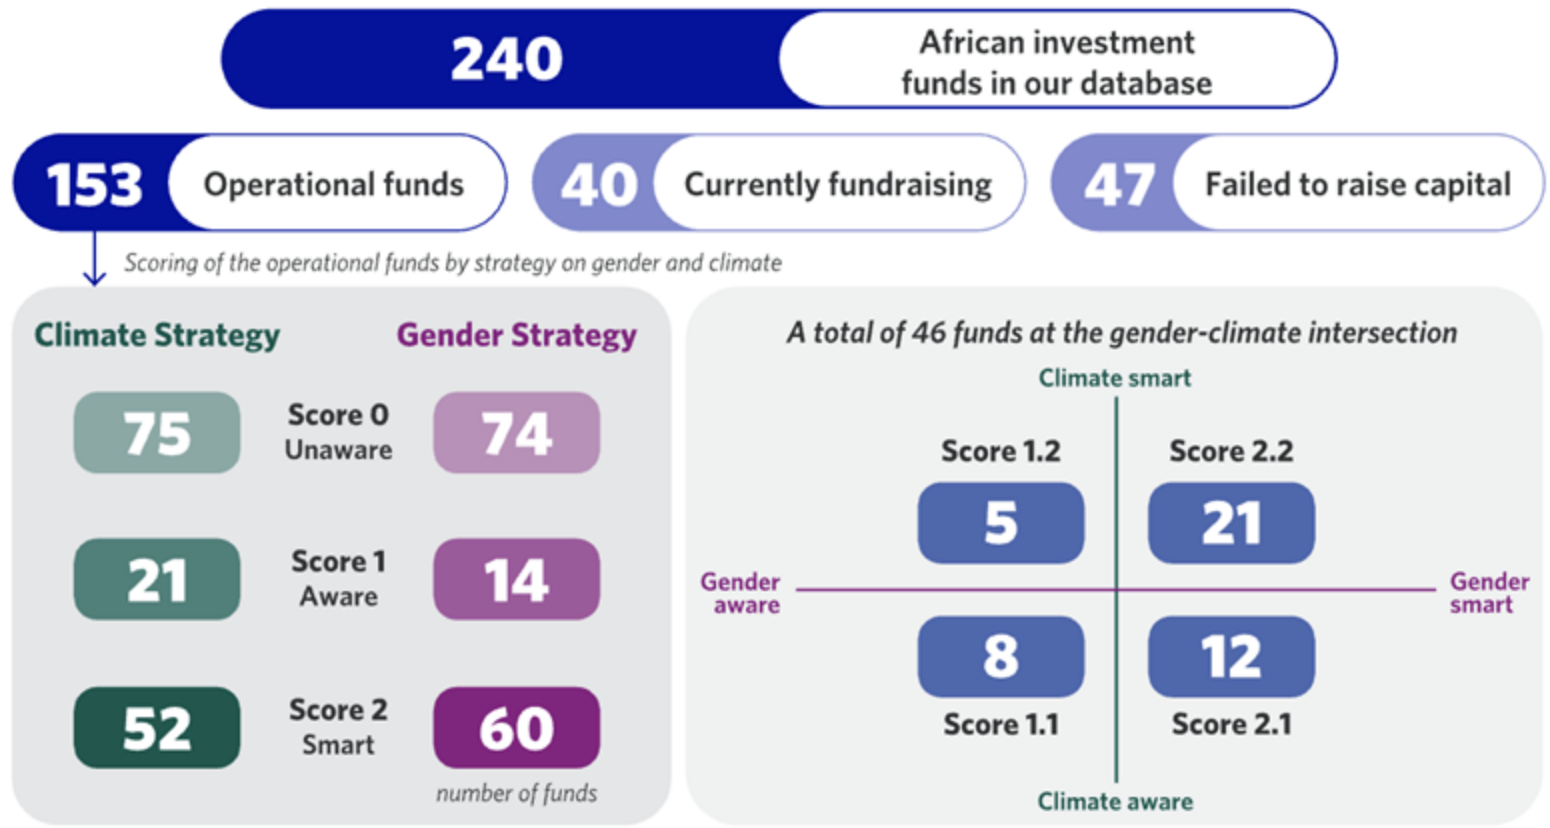 240
African investment
funds in our database
153
Operational funds
40
Currently fundraising
47
Failed to raise capital
Scoring of the operational funds by strategy on gender and climate
Climate Strategy
Gender Strategy
75
Score 0
Unaware
74
21
Score 1
Aware
14
52
Score 2
Smart
60
number of funds
A total of 46 funds at the gender-climate intersection
Climate smart
Score 1.2
Score 2.2
5
21
Gender
aware
Gender
smart
8
12
Score 1.1
Score 2.1
Climate aware